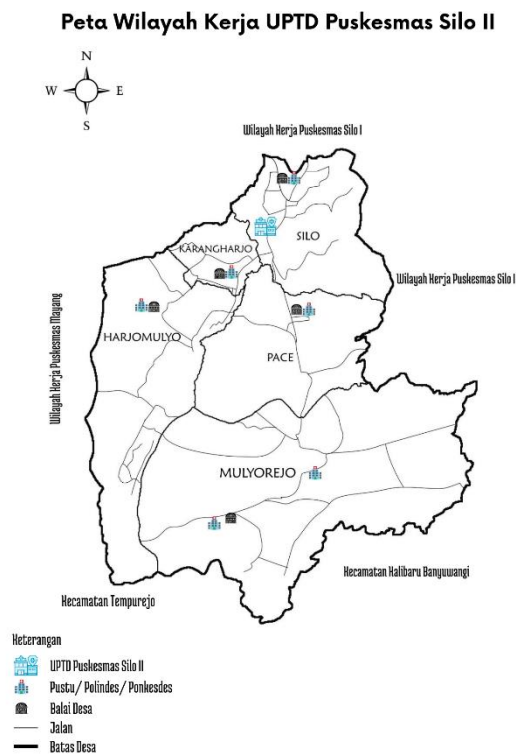 Peta Wilayah Kerja UPTD Puskesmas Silo II
N
W E
S
Wilayah Kerja Puskesmas Silo I
SILO
KARANGHARJO
Wilayah Kerja Puskesmas Silo I
Wilayah Kerja Puskesmas Mayang
HARJOMULYO
PACE
MULYOREJO
Kecamatan Kalibaru Banyuwangi
Kecamatan Tempurejo
Keterangan
UPTD Puskesmas Silo II
Pustu/ Polindes/ Ponkesdes
Balai Desa
Jalan
Batas Desa